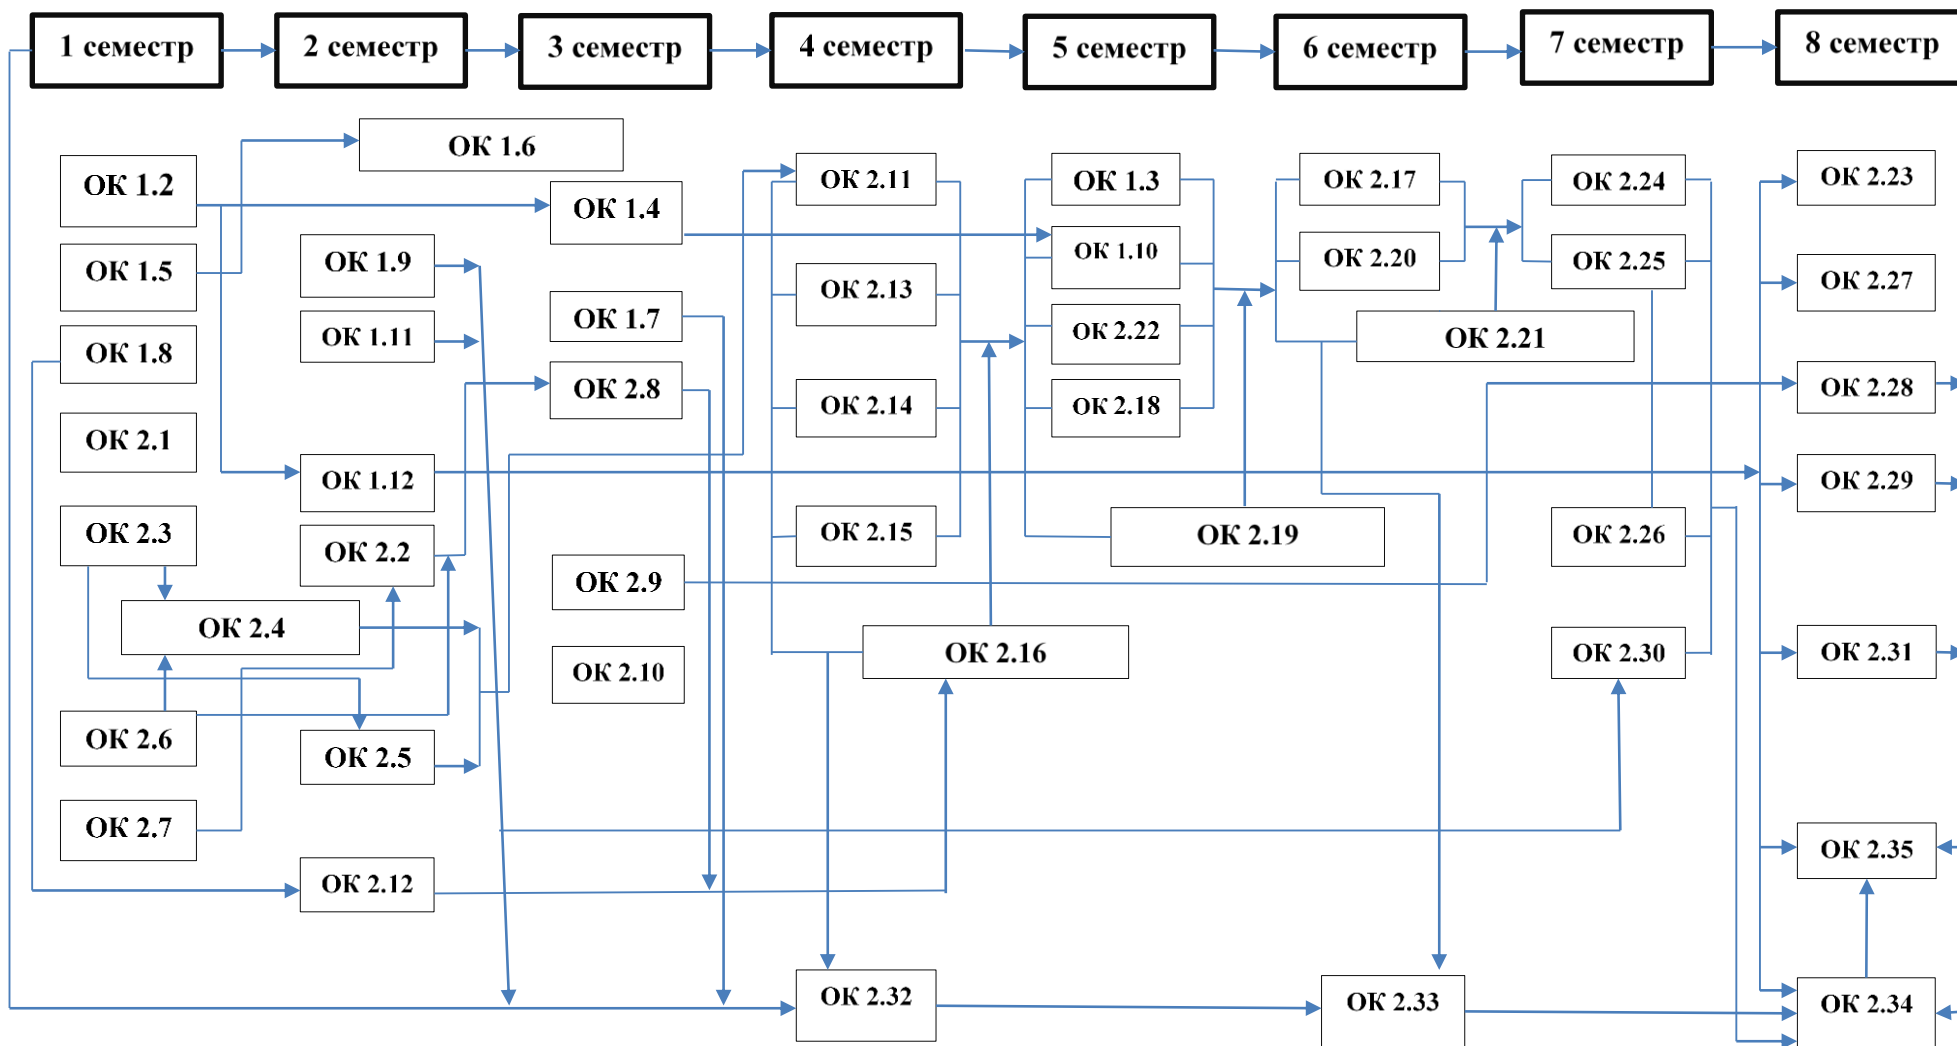 1 семестр
2 семестр
3 семестр
4 семестр
5 семестр
6 семестр
7 семестр
8 семестр
ОК 1.2
ОК 1.5
ОК 1.8
ОК 2.1
ОК 2.3
ОК 2.4
ОК 2.6
ОК 2.7
ОК 1.6
ОК 1.9
ОК 1.11
ОК 1.12
ОК 2.2
ОК 2.5
ОК 2.12
ОК 1.4
ОК 1.7
ОК 2.8
ОК 2.9
ОК 2.10
ОК 2.11
ОК 2.13
ОК 2.14
ОК 2.15
ОК 2.16
ОК 2.32
ОК 1.3
ОК 1.10
ОК 2.22
ОК 2.18
ОК 2.19
ОК 2.17
ОК 2.20
ОК 2.21
ОК 2.33
ОК 2.24
ОК 2.25
ОК 2.26
ОК 2.30
ОК 2.23
ОК 2.27
ОК 2.28
ОК 2.29
ОК 2.31
ОК 2.35
ОК 2.34